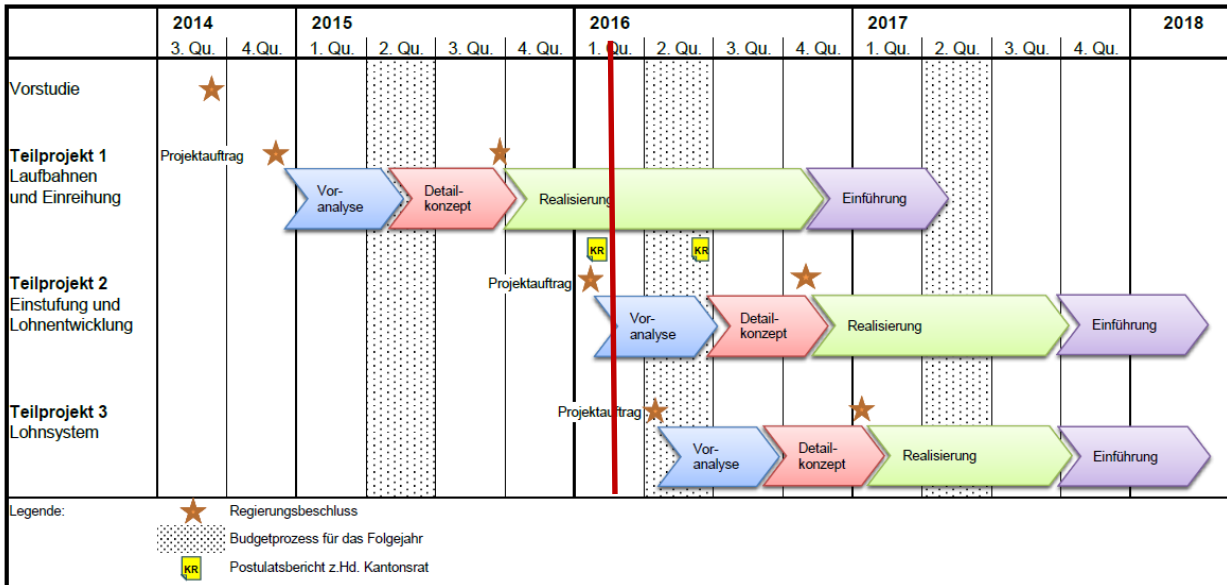 2014 2015 2016 2017 2018
3. Qu. 4.Qu. 1. Qu. 2. Qu. 3. Qu. 4. Qu. 1. Qu. 2. Qu. 3. Qu. 4. Qu. 1. Qu. 2. Qu. 3. Qu. 4. Qu.
Vorstudie
Teilprojekt 1
Laufbahnen
und Einreihung
Projektauftrag
Vor-
analyse
Detail-
konzept
Realisierung
Einführung
KR
KR
Teilprojekt 2
Einstufung und
Lohnentwicklung
Projektauftrag
Vor-
analyse
Detail-
konzept
Realisierung
Einführung
Teilprojekt 3
Lohnsystem
Projektauftrag
Vor-
analyse
Detail-
konzept
Realisierung
Einführung
Legende:
Regierungsbeschluss
Budgetprozess für das Folgejahr
KR Postulatsbericht z.Hd. Kantonsrat